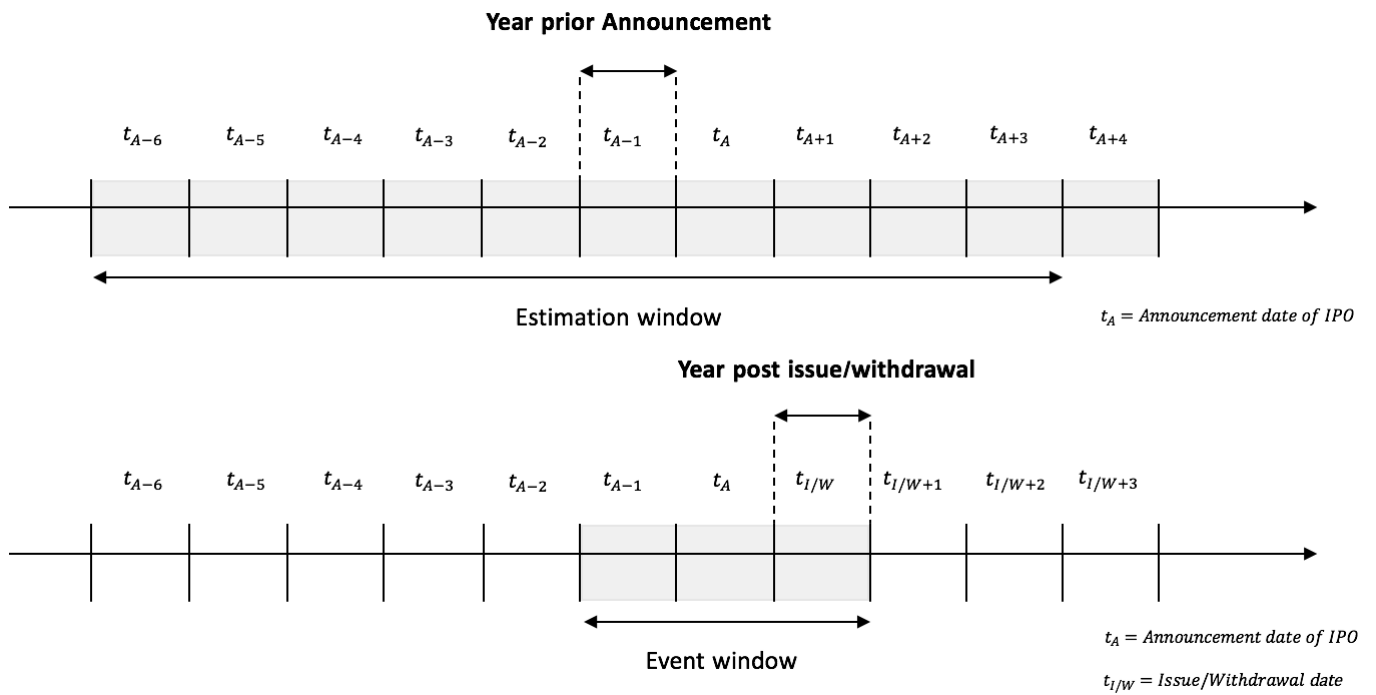 Year prior Announcement
t_{A−6} t_{A−5} t_{A−4} t_{A−3} t_{A−2} t_{A−1} t_A t_{A+1} t_{A+2} t_{A+3} t_{A+4}
Estimation window
t_A = Announcement date of IPO
Year post issue/withdrawal
t_{A−6} t_{A−5} t_{A−4} t_{A−3} t_{A−2} t_{A−1} t_A t_{I/W} t_{I/W+1} t_{I/W+2} t_{I/W+3}
Event window
t_A = Announcement date of IPO
t_{I/W} = Issue/Withdrawal date